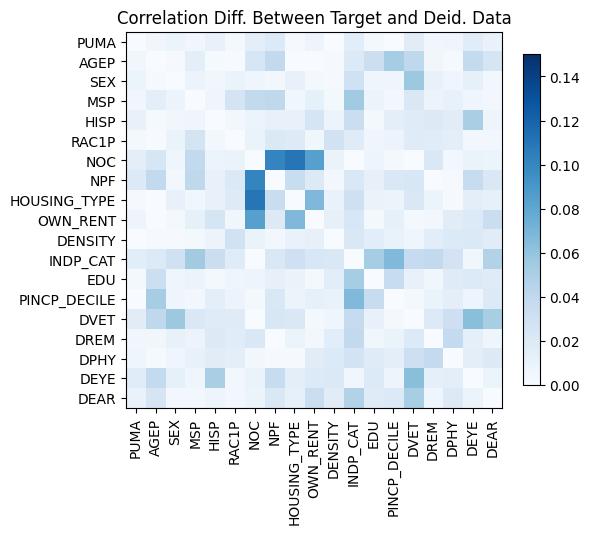 Correlation Diff. Between Target and Deid. Data
PUMA
AGEP
SEX
MSP
HISP
RAC1P
NOC
NPF
HOUSING_TYPE
OWN_RENT
DENSITY
INDP_CAT
EDU
PINCP_DECILE
DVET
DREM
DPHY
DEYE
DEAR
PUMA
AGEP
SEX
MSP
HISP
RAC1P
NOC
NPF
HOUSING_TYPE
OWN_RENT
DENSITY
INDP_CAT
EDU
PINCP_DECILE
DVET
DREM
DPHY
DEYE
DEAR
0.14
0.12
0.10
0.08
0.06
0.04
0.02
0.00